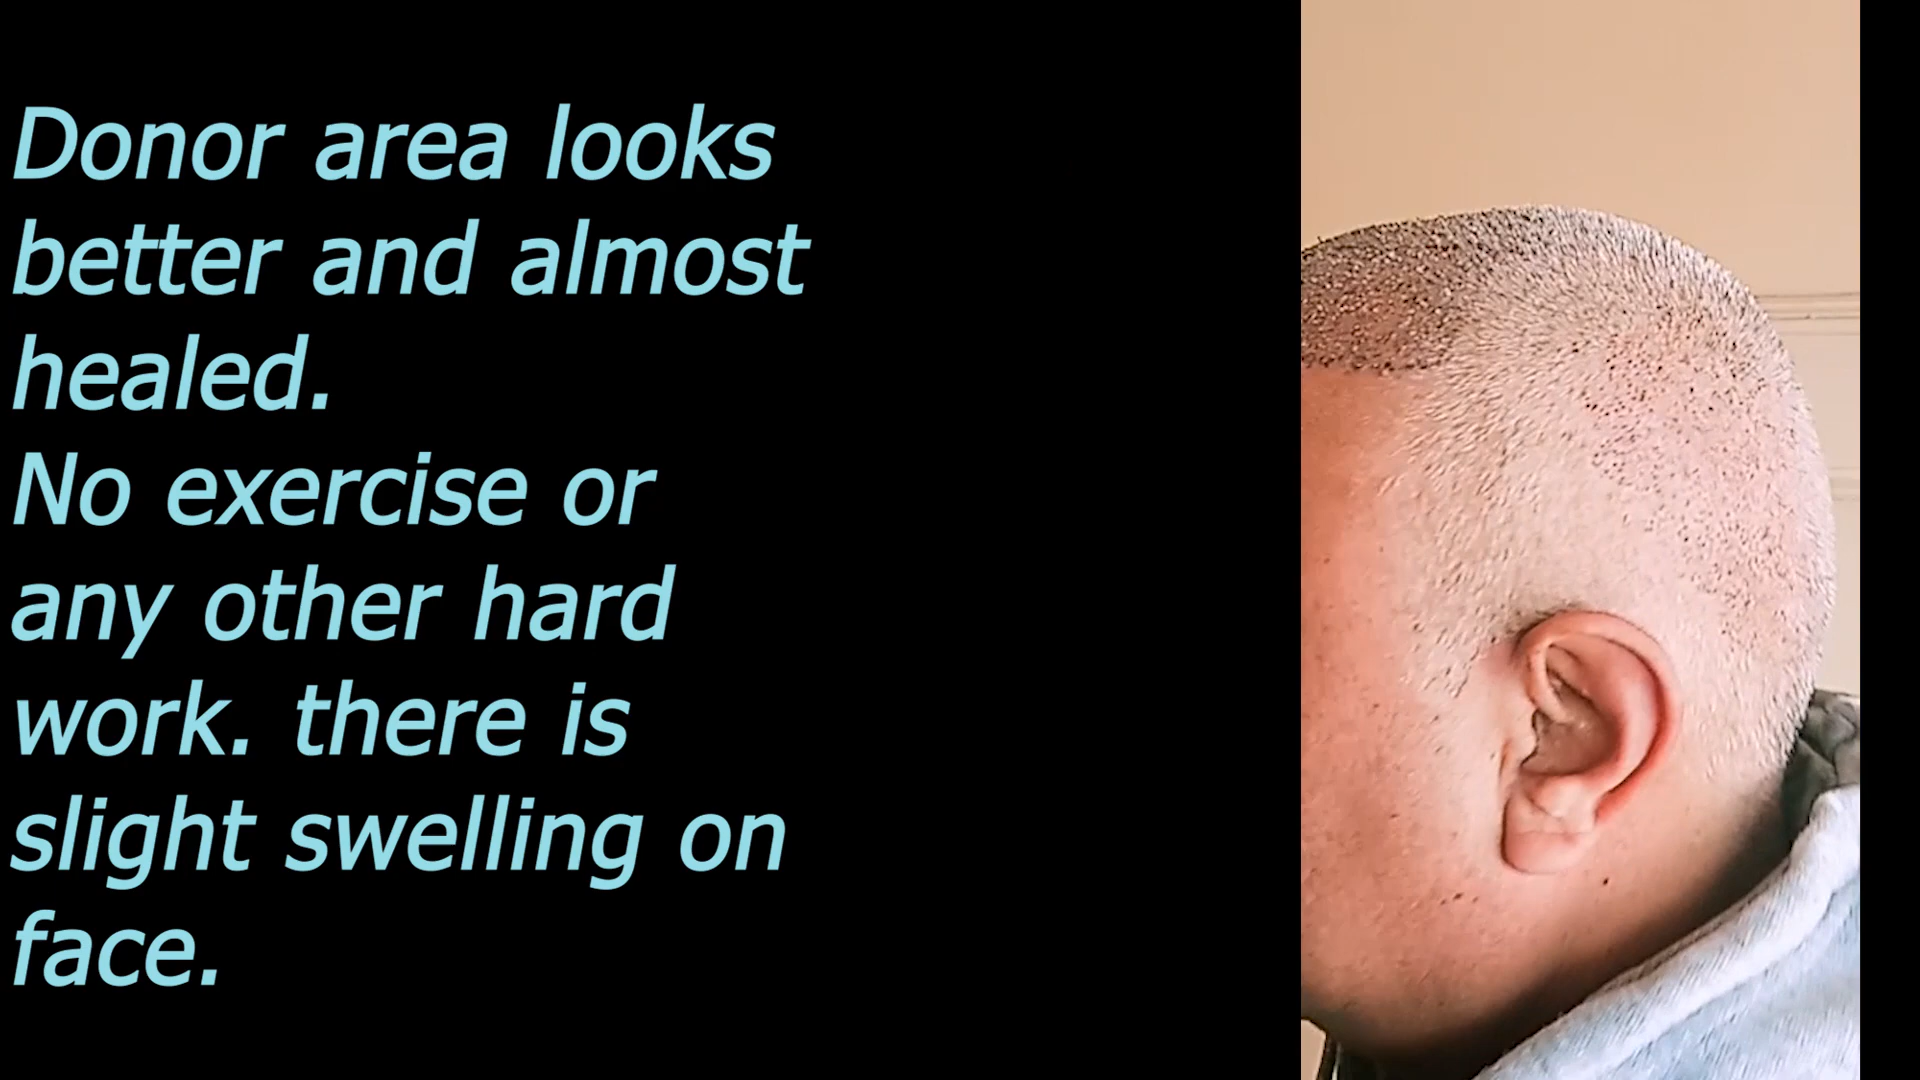 Donor area looks
better and almost
healed.
No exercise or
any other hard
work. there is
slight swelling on
face.